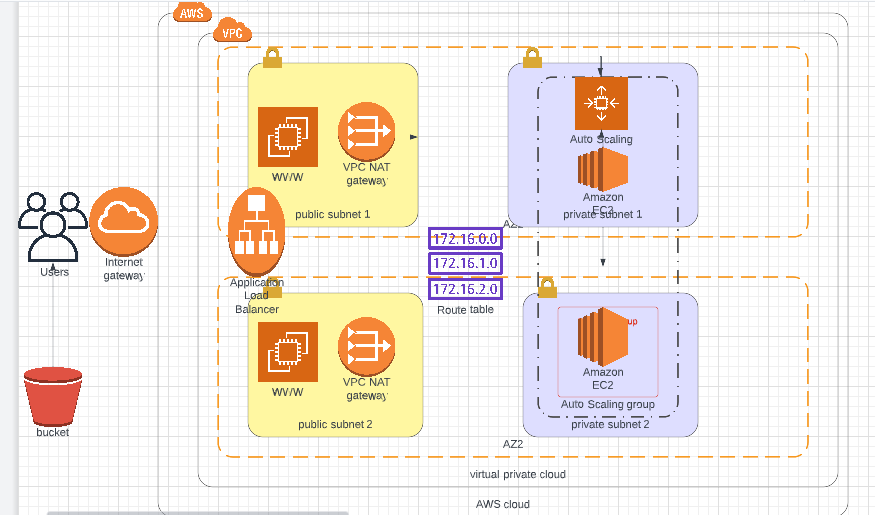 AWS
VPC
WWW
VPC NAT
gateway
public subnet 1
Auto Scaling
Amazon
EC2
private subnet 1
Users
Internet
gateway
Application
Load
Balancer
172.16.0.0
172.16.1.0
172.16.2.0
Route table
WWW
VPC NAT
gateway
public subnet 2
up
Amazon
EC2
Auto Scaling group
private subnet 2
AZ2
bucket
virtual private cloud
AWS cloud